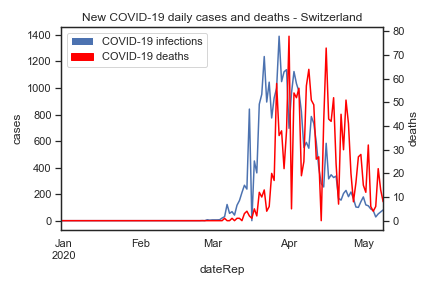 New COVID-19 daily cases and deaths - Switzerland
COVID-19 infections
COVID-19 deaths
1400
1200
1000
800
600
400
200
0
cases
80
70
60
50
40
30
20
10
0
deaths
Jan
2020
Feb
Mar
Apr
May
dateRep